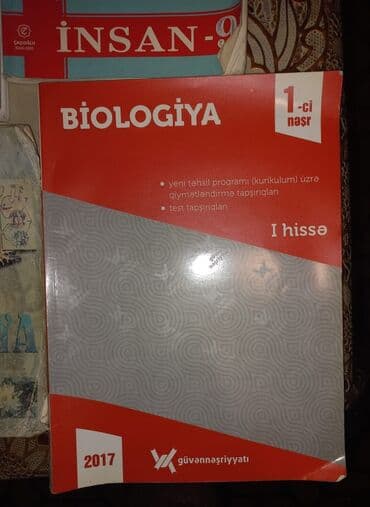 İNSAN-9
BİOLOGİYA
1-ci
nəşr
• yeni təhsil programı (kurikulum) üzrə
qiymətləndirmə tapşırıqları
• test tapşırıqları
I hissə
2017
güvənnəşriyyatı